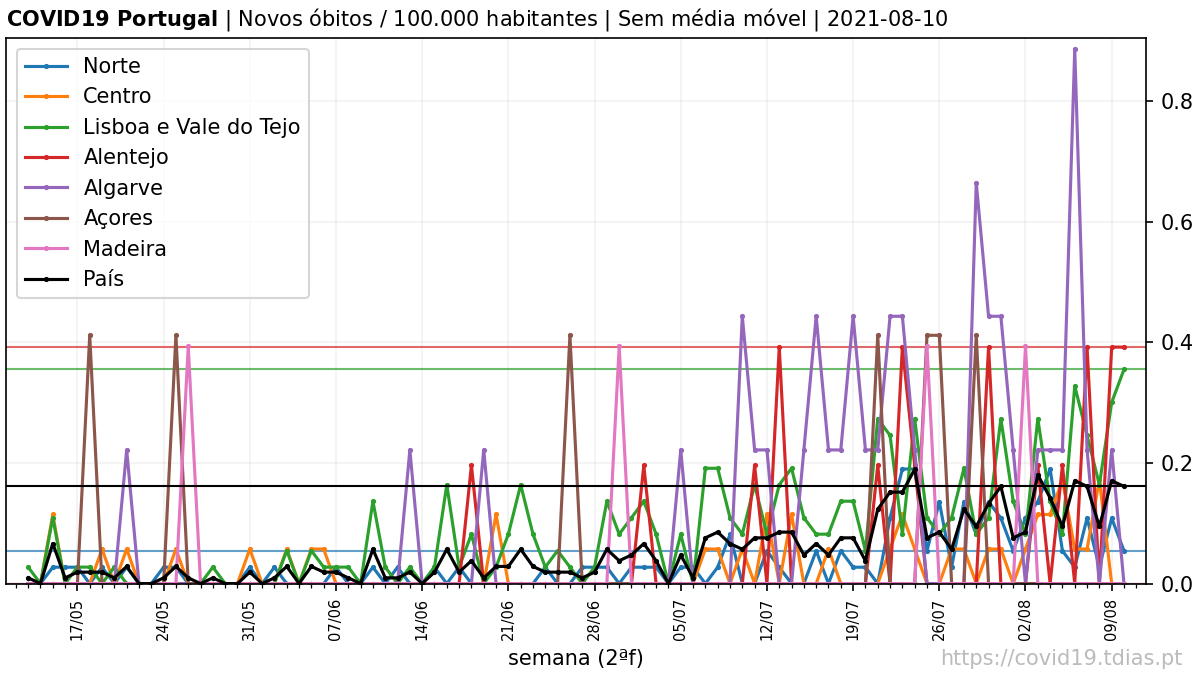 COVID19 Portugal | Novos óbitos / 100.000 habitantes | Sem média móvel | 2021-08-10
Norte
Centro
Lisboa e Vale do Tejo
Alentejo
Algarve
Açores
Madeira
País
0.8
0.6
0.4
0.2
0.0
17/05 24/05 31/05 07/06 14/06 21/06 28/06 05/07 12/07 19/07 26/07 02/08 09/08
semana (2ªf)
https://covid19.tdias.pt